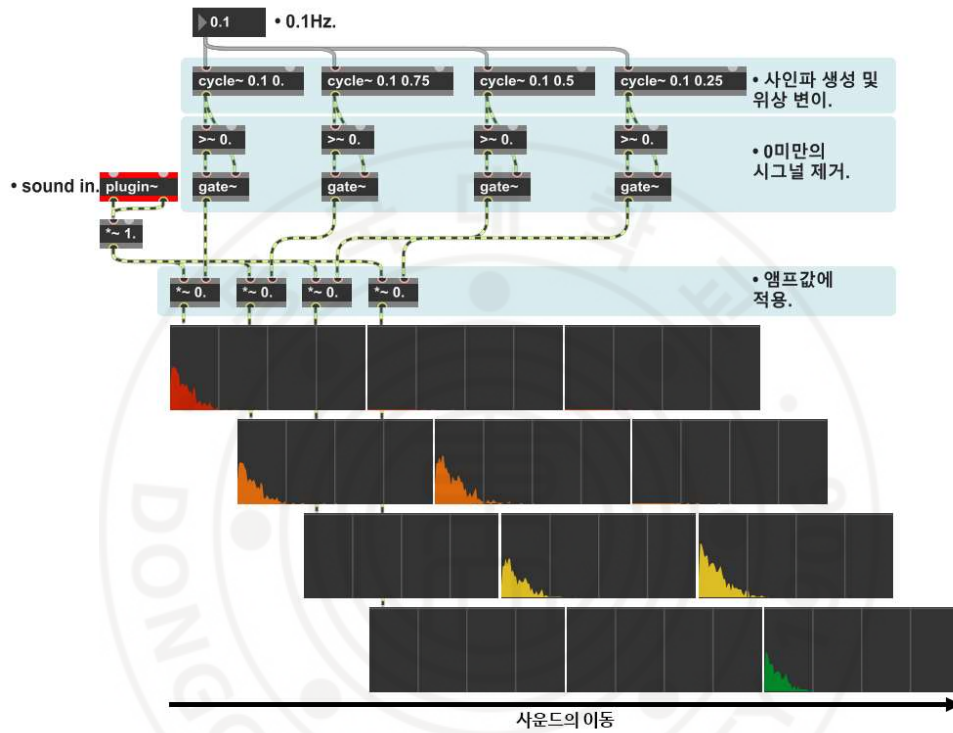 0.1 • 0.1Hz.
cycle~ 0.1 0. cycle~ 0.1 0.75 cycle~ 0.1 0.5 cycle~ 0.1 0.25
• 사인파 생성 및
위상 변이.
>~ 0. >~ 0. >~ 0. >~ 0.
• 0미만의
시그널 제거.
• sound in. plugin~ gate~ gate~ gate~ gate~
*~ 1.
*~ 0. *~ 0. *~ 0. *~ 0.
• 앰프값에
적용.
사운드의 이동
DONG